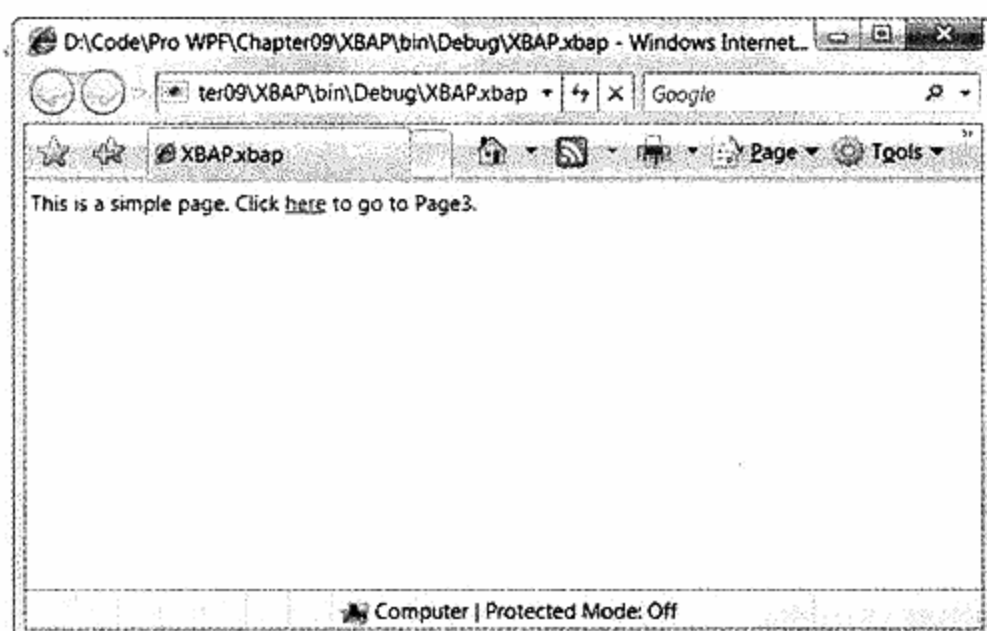 D:\Code\Pro WPF\Chapter09\XBAP\bin\Debug\XBAP.xbap - Windows Internet...
ter09\XBAP\bin\Debug\XBAP.xbap
Google
XBAP.xbap
Page
Tools
This is a simple page. Click here to go to Page3.
Computer | Protected Mode: Off